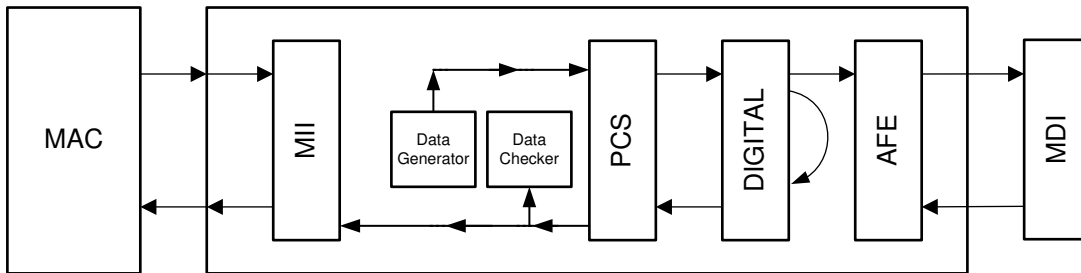 MAC
MII
Data
Generator
Data
Checker
PCS
DIGITAL
AFE
MDI